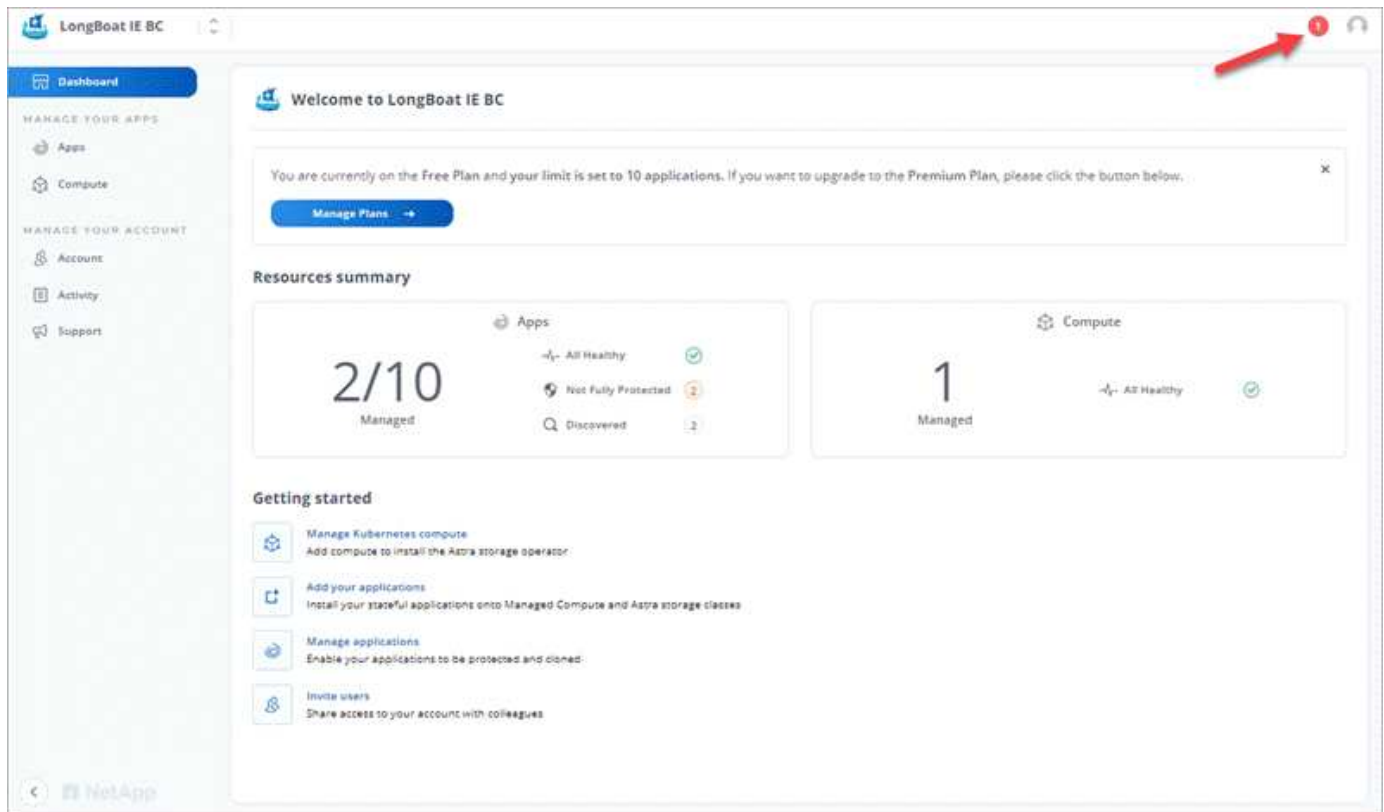 LongBoat IE BC
1
Dashboard
MANAGE YOUR APPS
Apps
Compute
MANAGE YOUR ACCOUNT
Account
Activity
Support
Welcome to LongBoat IE BC
You are currently on the Free Plan and your limit is set to 10 applications. If you want to upgrade to the Premium Plan, please click the button below.
Manage Plans
Resources summary
Apps
2/10
Managed
All Healthy
Not Fully Protected 2
Discovered 2
Compute
1
Managed
All Healthy
Getting started
Manage Kubernetes compute
Add compute to install the Astra storage operator
Add your applications
Install your stateful applications onto Managed Compute and Astra storage classes
Manage applications
Enable your applications to be protected and cloned
Invite users
Share access to your account with colleagues
NetApp